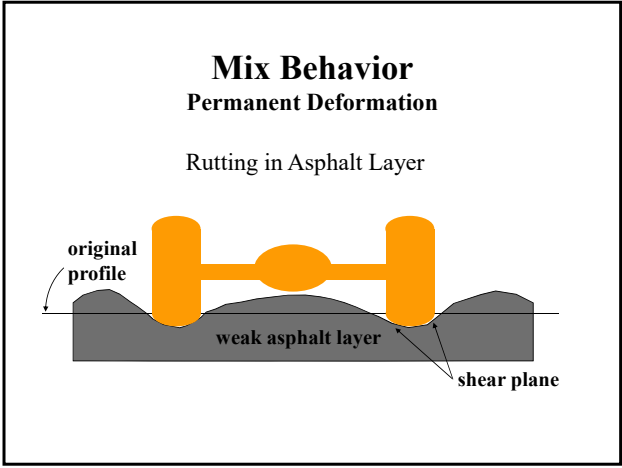 Mix Behavior
Permanent Deformation
Rutting in Asphalt Layer
original
profile
weak asphalt layer
shear plane